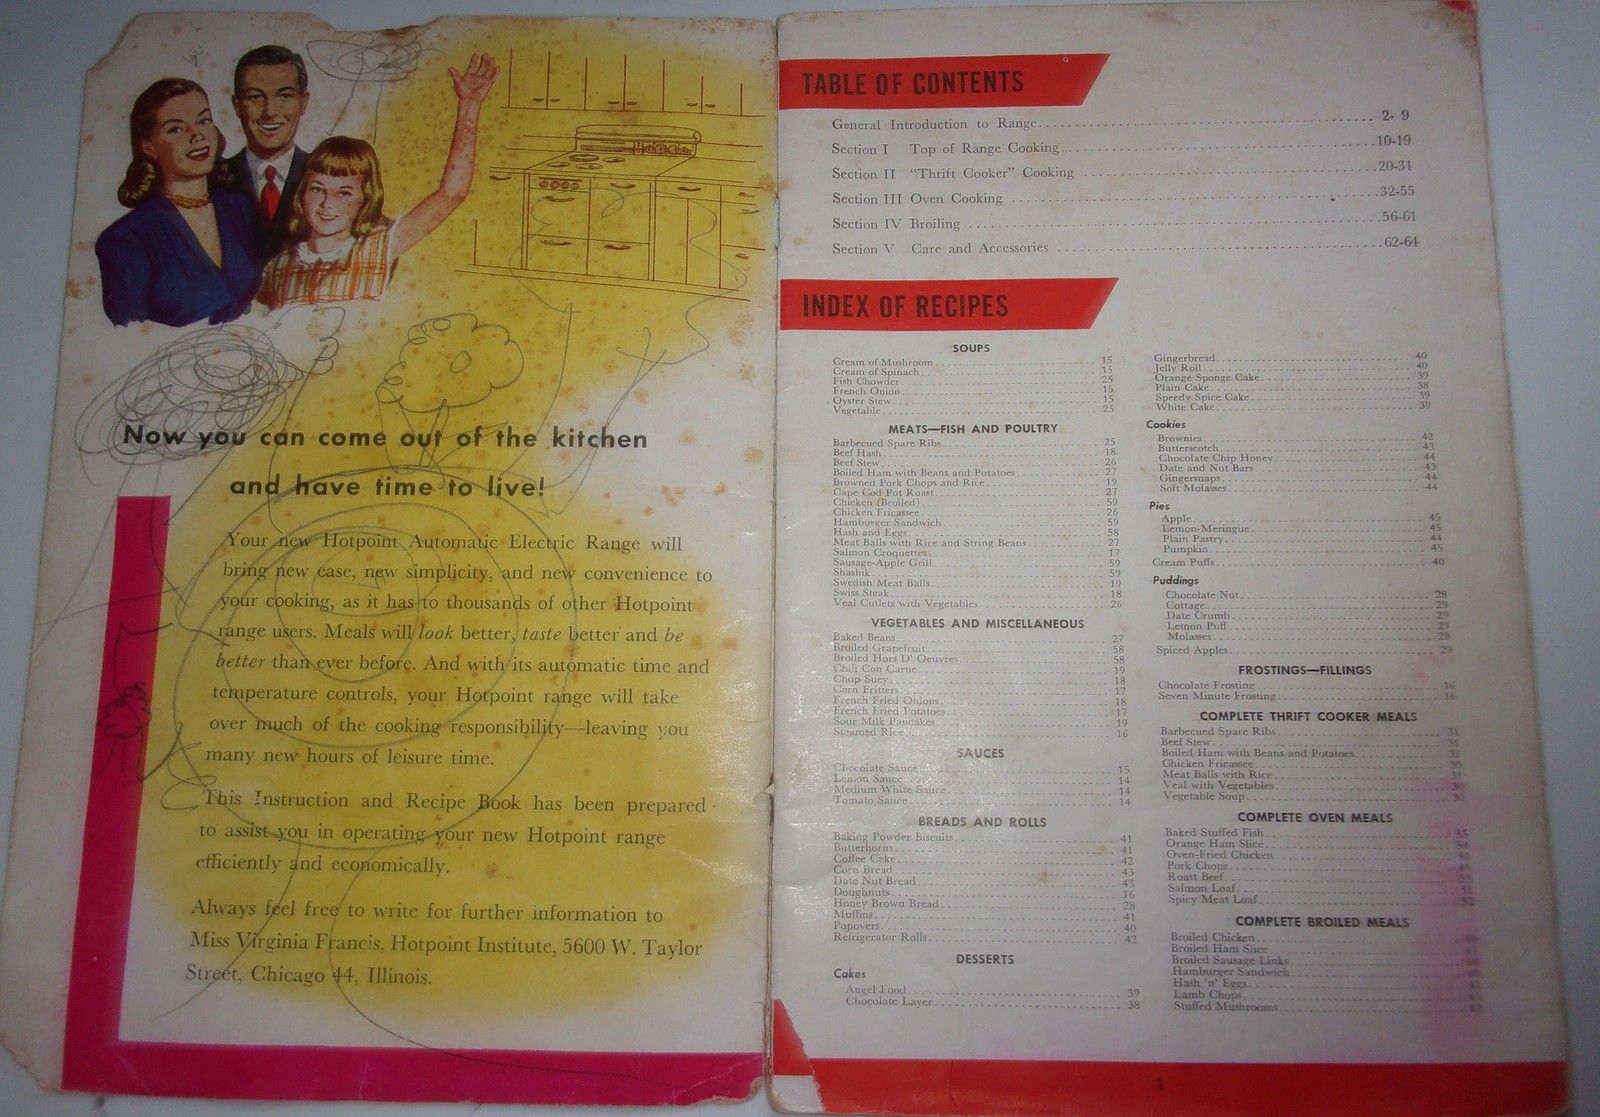 Now you can come out of the kitchen
and have time to live!
Your new Hotpoint Automatic Electric Range will
bring new ease, new simplicity, and new convenience to
your cooking, as it has to thousands of other Hotpoint
range users. Meals will look better, taste better and be
better than ever before. And with its automatic time and
temperature controls, your Hotpoint range will take
over much of the cooking responsibility—leaving you
many new hours of leisure time.
This Instruction and Recipe Book has been prepared
to assist you in operating your new Hotpoint range
efficiently and economically.
Always feel free to write for further information to
Miss Virginia Francis, Hotpoint Institute, 5600 W. Taylor
Street, Chicago 44, Illinois.
TABLE OF CONTENTS
General Introduction to Range 2- 9
Section I Top of Range Cooking 10-19
Section II "Thrift Cooker" Cooking 20-31
Section III Oven Cooking 32-55
Section IV Broiling 56-61
Section V Care and Accessories 62-64
INDEX OF RECIPES
SOUPS
Cream of Mushroom 15
Cream of Spinach 15
Fish Chowder 25
French Onion 15
Oyster Stew 15
Vegetable 25
MEATS—FISH AND POULTRY
Barbecued Spare Ribs 25
Beef Hash 18
Beef Stew 26
Boiled Ham with Beans and Potatoes 27
Browned Pork Chops and Rice 19
Cape Cod Pot Roast 27
Chicken (Broiled) 59
Chicken Fricassee 26
Hamburger Sandwich 59
Hash and Eggs 58
Meat Balls with Rice and String Beans 27
Salmon Croquettes 17
Sausage-Apple Grill 59
Shashik 59
Swedish Meat Balls 19
Swiss Steak 18
Veal Cutlets with Vegetables 26
VEGETABLES AND MISCELLANEOUS
Baked Beans 27
Broiled Grapefruit 58
Broiled Hors D' Oeuvres 58
Chili Con Carne 19
Chop Suey 18
Corn Fritters 17
French Fried Onions 18
French Fried Potatoes 17
Sour Milk Pancakes 19
Steamed Rice 16
SAUCES
Chocolate Sauce 15
Lemon Sauce 14
Medium White Sauce 14
Tomato Sauce 14
BREADS AND ROLLS
Baking Powder Biscuits 41
Butterhorns 41
Coffee Cake 42
Corn Bread 43
Date Nut Bread 43
Doughnuts 16
Honey Brown Bread 28
Muffins 41
Popovers 40
Refrigerator Rolls 42
DESSERTS
Cakes
Angel Food 39
Chocolate Layer 38
Gingerbread 40
Jelly Roll 40
Orange Sponge Cake 39
Plain Cake 38
Speedy Spice Cake 39
White Cake 39
Cookies
Brownies 42
Butterscotch 43
Chocolate Chip Honey 44
Date and Nut Bars 43
Gingersnaps 44
Soft Molasses 44
Pies
Apple 45
Lemon-Meringue 45
Plain Pastry 44
Pumpkin 45
Cream Puffs 40
Puddings
Chocolate Nut 28
Cottage 29
Date Crumb 29
Lemon Puff 29
Molasses 28
Spiced Apples 29
FROSTINGS—FILLINGS
Chocolate Frosting 16
Seven Minute Frosting 16
COMPLETE THRIFT COOKER MEALS
Barbecued Spare Ribs 31
Beef Stew 31
Boiled Ham with Beans and Potatoes 31
Chicken Fricassee 30
Meat Balls with Rice 31
Veal with Vegetables 30
Vegetable Soup 30
COMPLETE OVEN MEALS
Baked Stuffed Fish 55
Orange Ham Slice 54
Oven-Fried Chicken
Pork Chops
Roast Beef
Salmon Loaf
Spicy Meat Loaf
COMPLETE BROILED MEALS
Broiled Chicken
Broiled Ham Slice
Broiled Sausage Links
Hamburger Sandwich
Hash 'n' Eggs
Lamb Chops
Stuffed Mushrooms
1